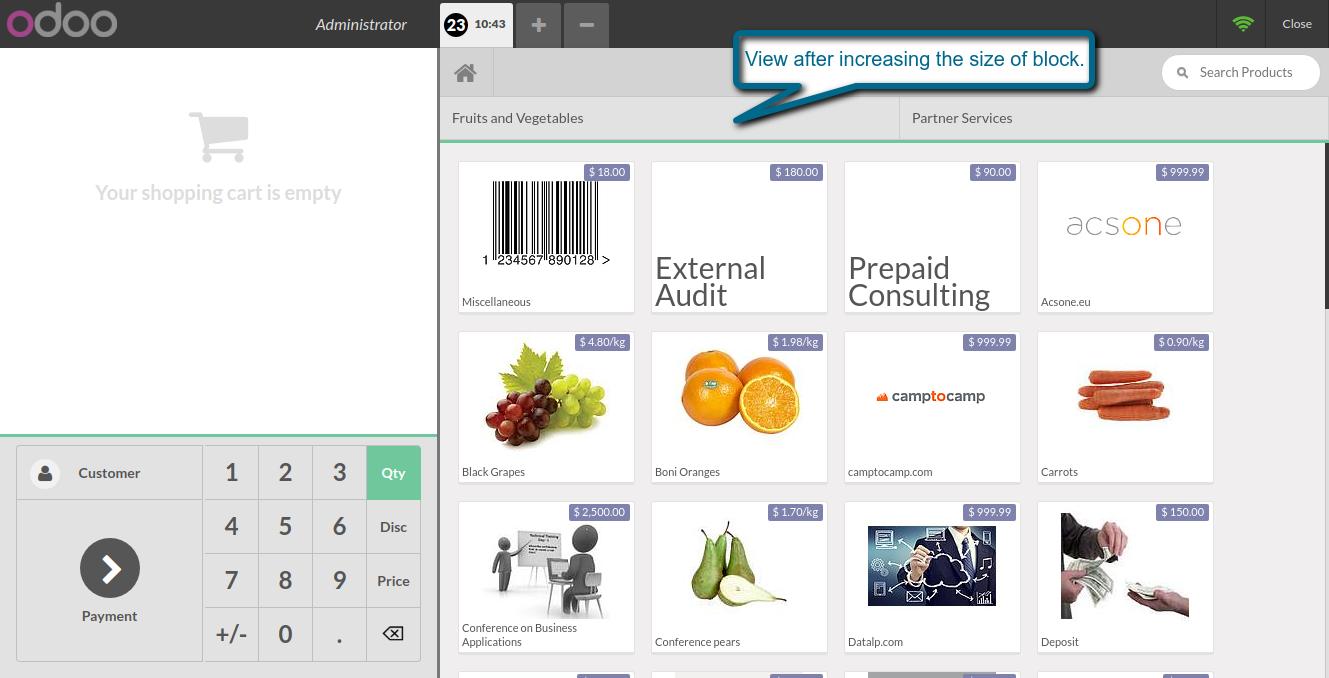 odoo
Administrator
23 10:43
+
−
Close
View after increasing the size of block.
Search Products
Fruits and Vegetables
Partner Services
Your shopping cart is empty
$ 18.00
1 234567 890128 >
Miscellaneous
$ 180.00
External
Audit
$ 90.00
Prepaid
Consulting
$ 999.99
acsone
Acsone.eu
$ 4.80/kg
Black Grapes
$ 1.98/kg
Boni Oranges
$ 999.99
camptocamp
camptocamp.com
$ 0.90/kg
Carrots
$ 2,500.00
Conference on Business
Applications
$ 1.70/kg
Conference pears
$ 999.99
Datalp.com
$ 150.00
Deposit
Customer
Payment
1 2 3 Qty
4 5 6 Disc
7 8 9 Price
+/- 0 .